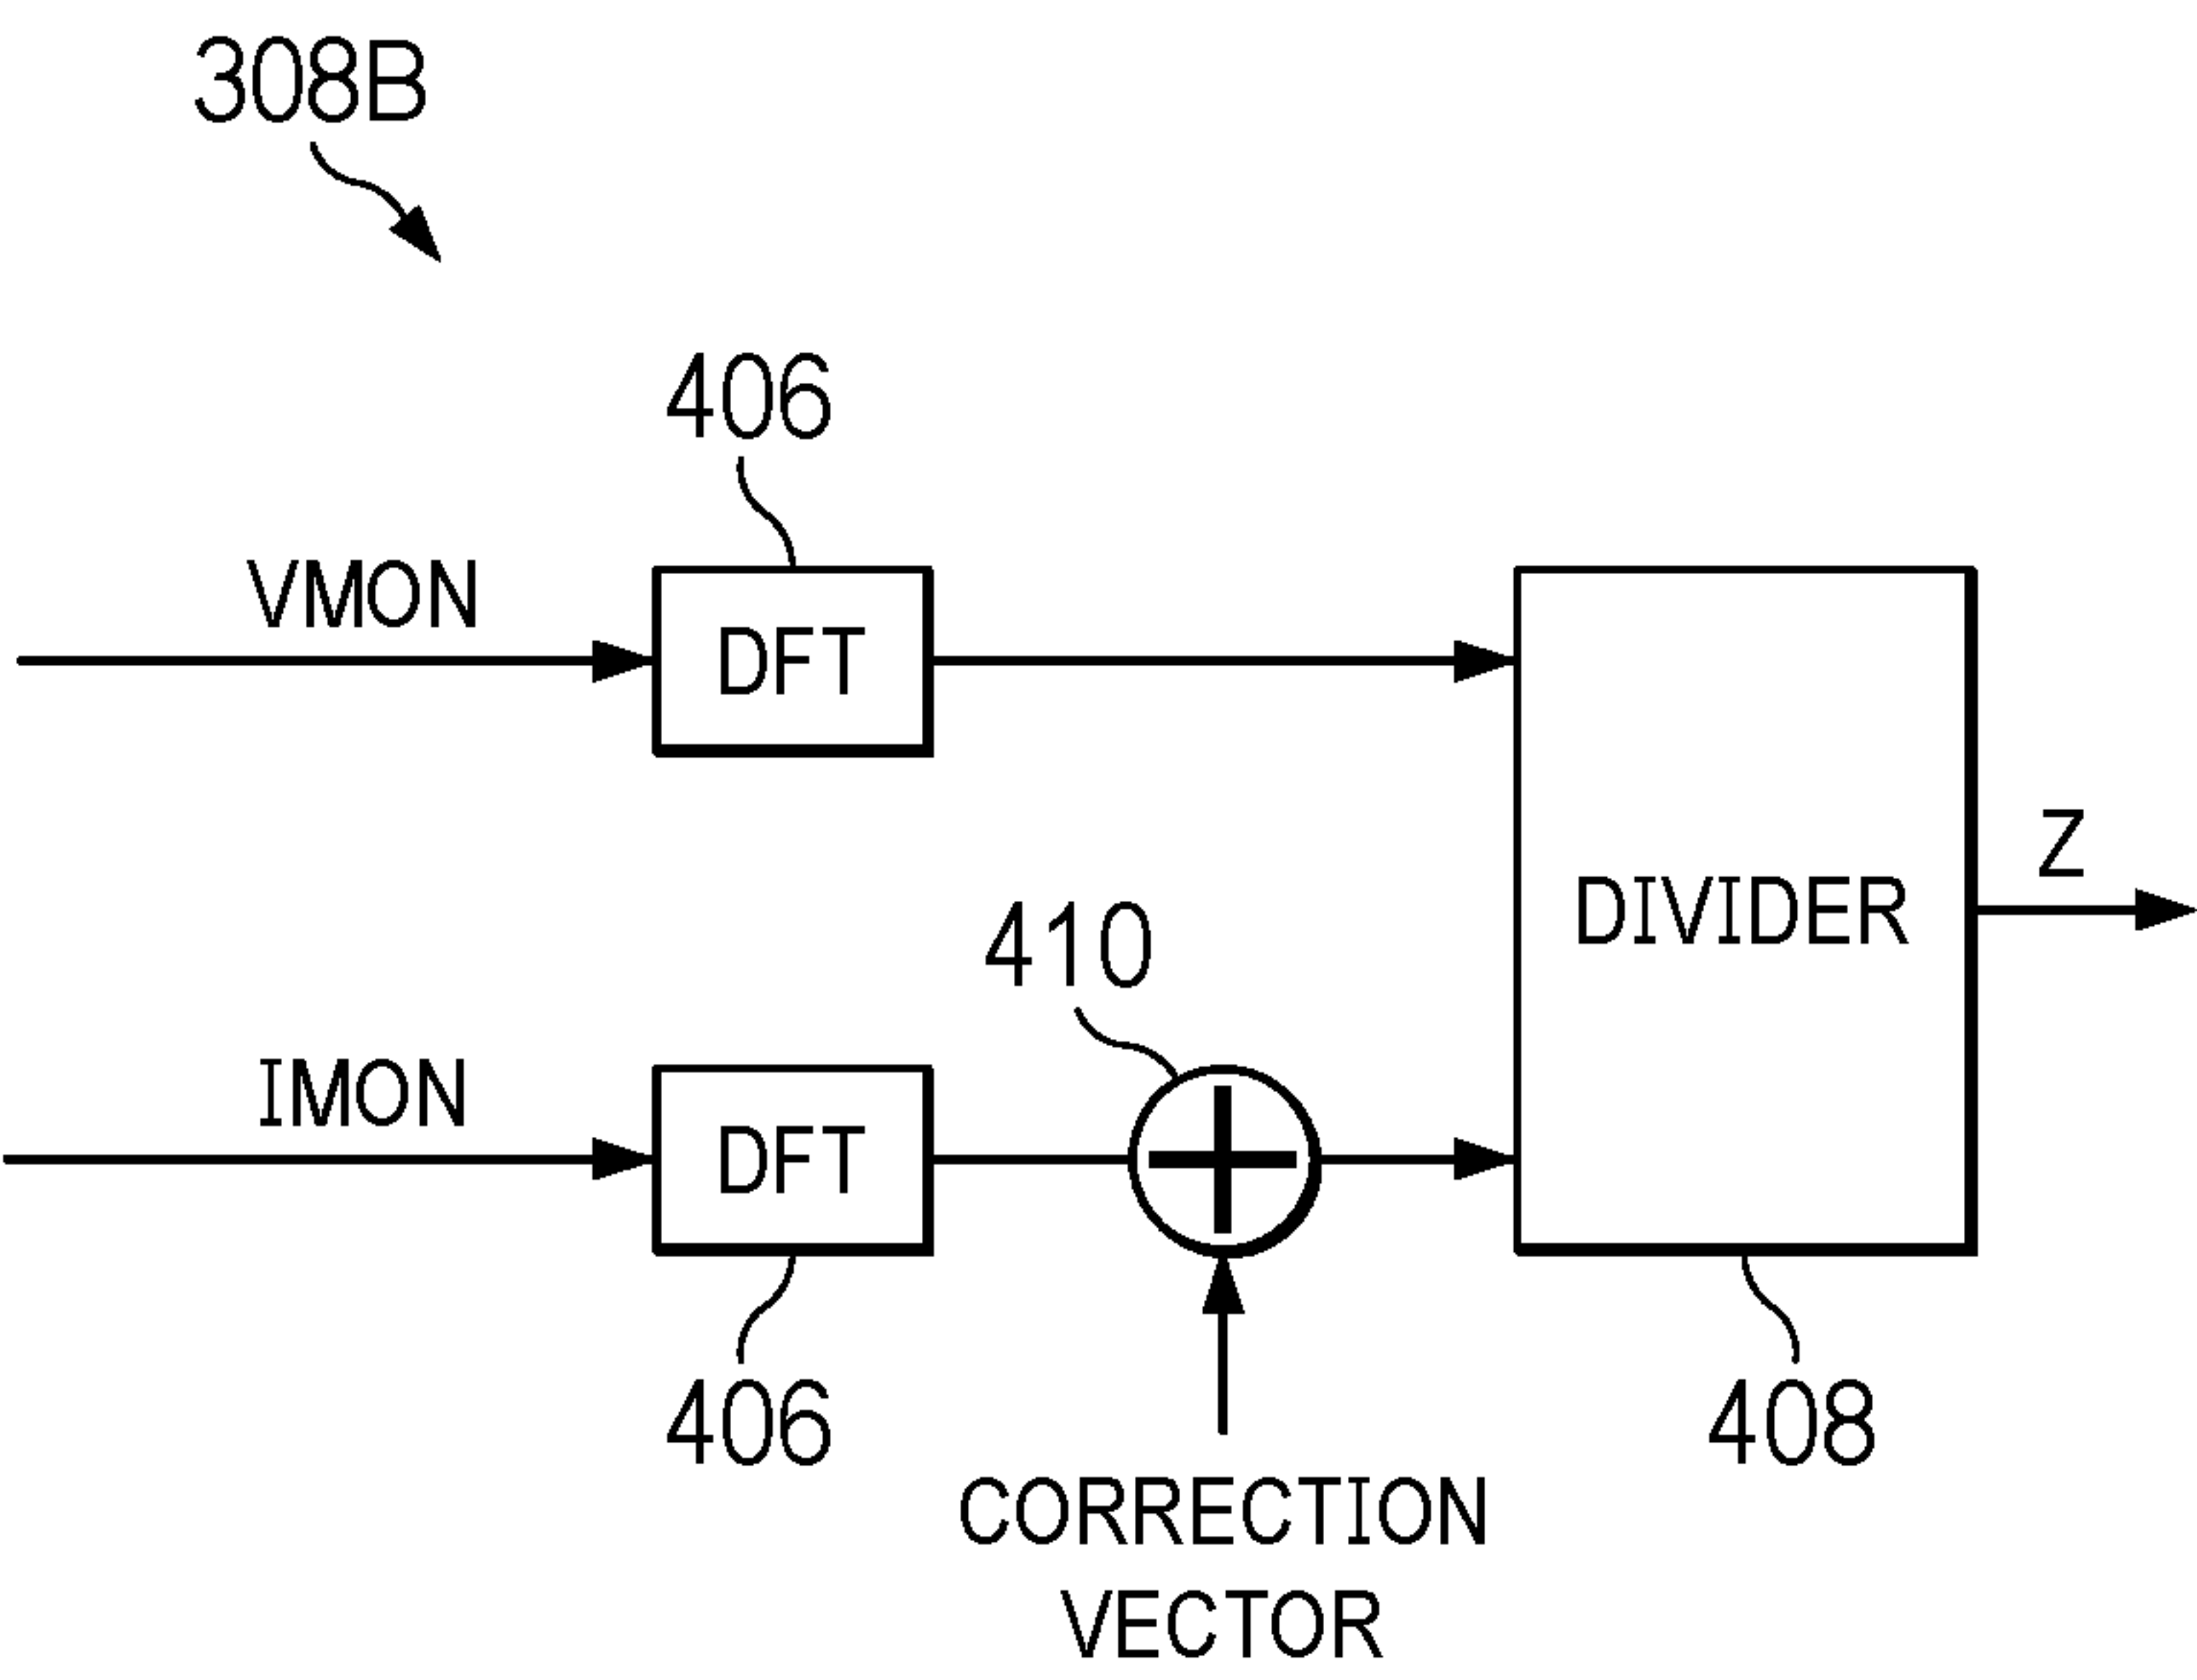 308B
406
VMON
DFT
DIVIDER
Z
410
IMON
DFT
406
408
CORRECTION
VECTOR